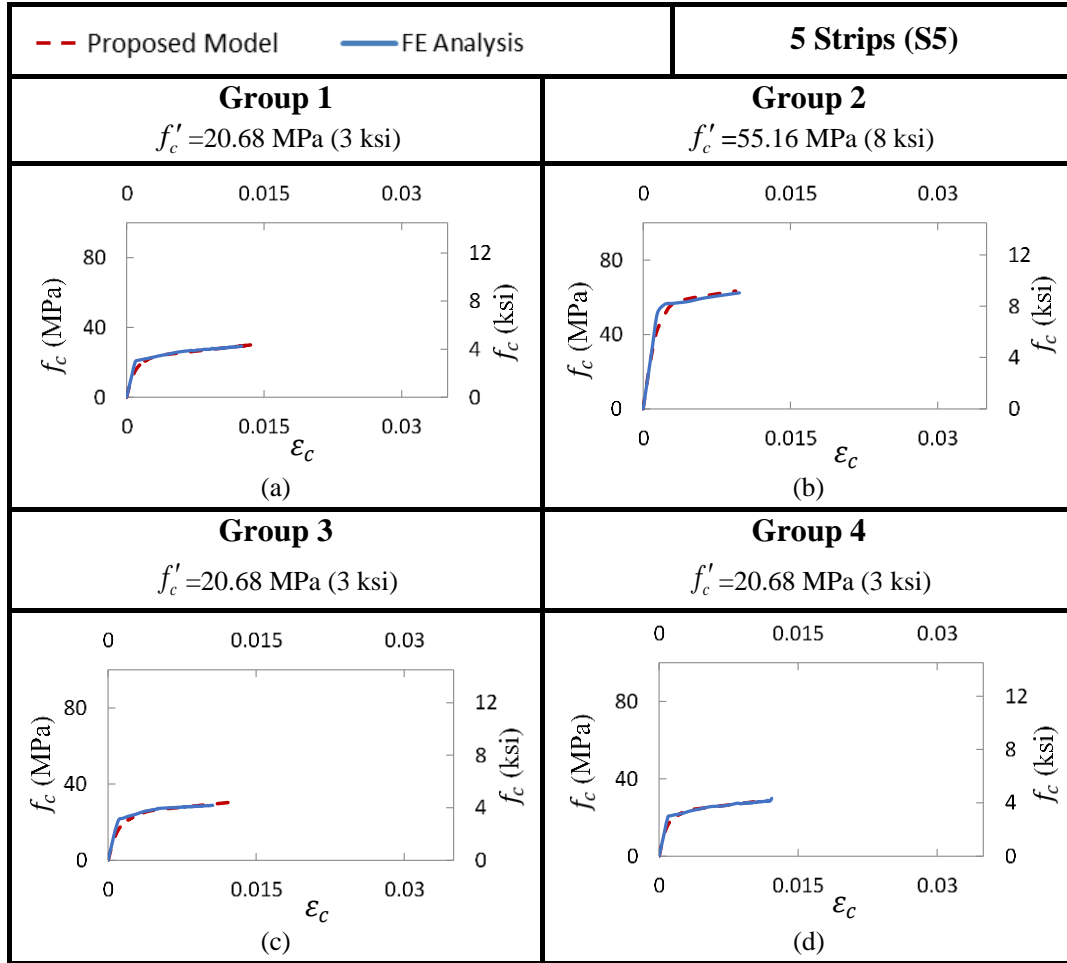 Proposed Model FE Analysis 5 Strips (S5)
Group 1
f′c =20.68 MPa (3 ksi)
0 0.015 0.03
80
40
0
fc (MPa)
12
8
4
0
fc (ksi)
0 0.015 0.03
εc
(a)
Group 2
f′c =55.16 MPa (8 ksi)
0 0.015 0.03
80
40
0
fc (MPa)
12
8
4
0
fc (ksi)
0 0.015 0.03
εc
(b)
Group 3
f′c =20.68 MPa (3 ksi)
0 0.015 0.03
80
40
0
fc (MPa)
12
8
4
0
fc (ksi)
0 0.015 0.03
εc
(c)
Group 4
f′c =20.68 MPa (3 ksi)
0 0.015 0.03
80
40
0
fc (MPa)
12
8
4
0
fc (ksi)
0 0.015 0.03
εc
(d)